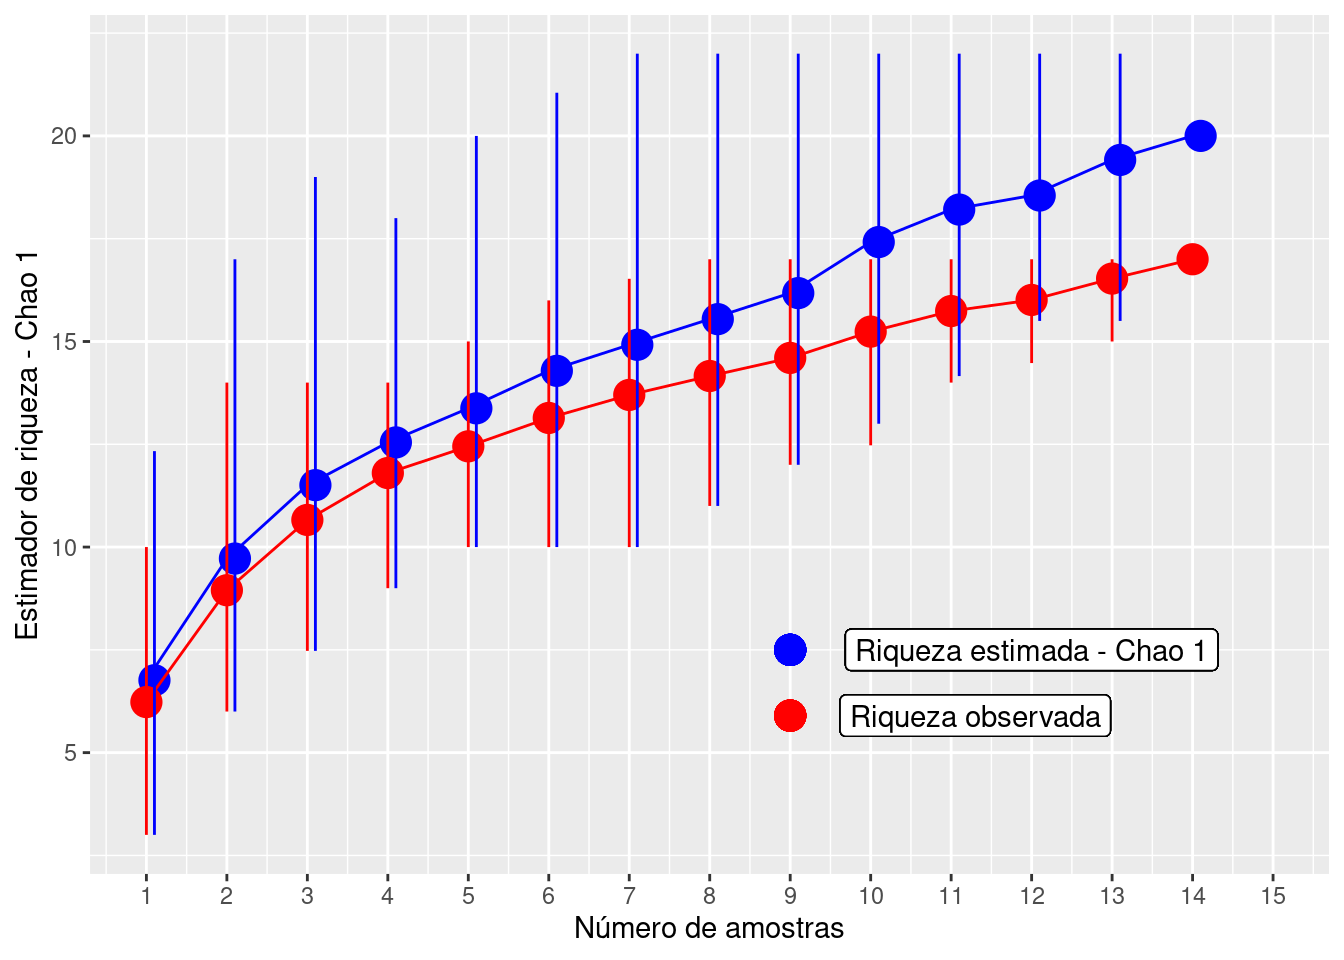 Estimador de riqueza - Chao 1
20
15
10
5
Riqueza estimada - Chao 1
Riqueza observada
1 2 3 4 5 6 7 8 9 10 11 12 13 14 15
Número de amostras